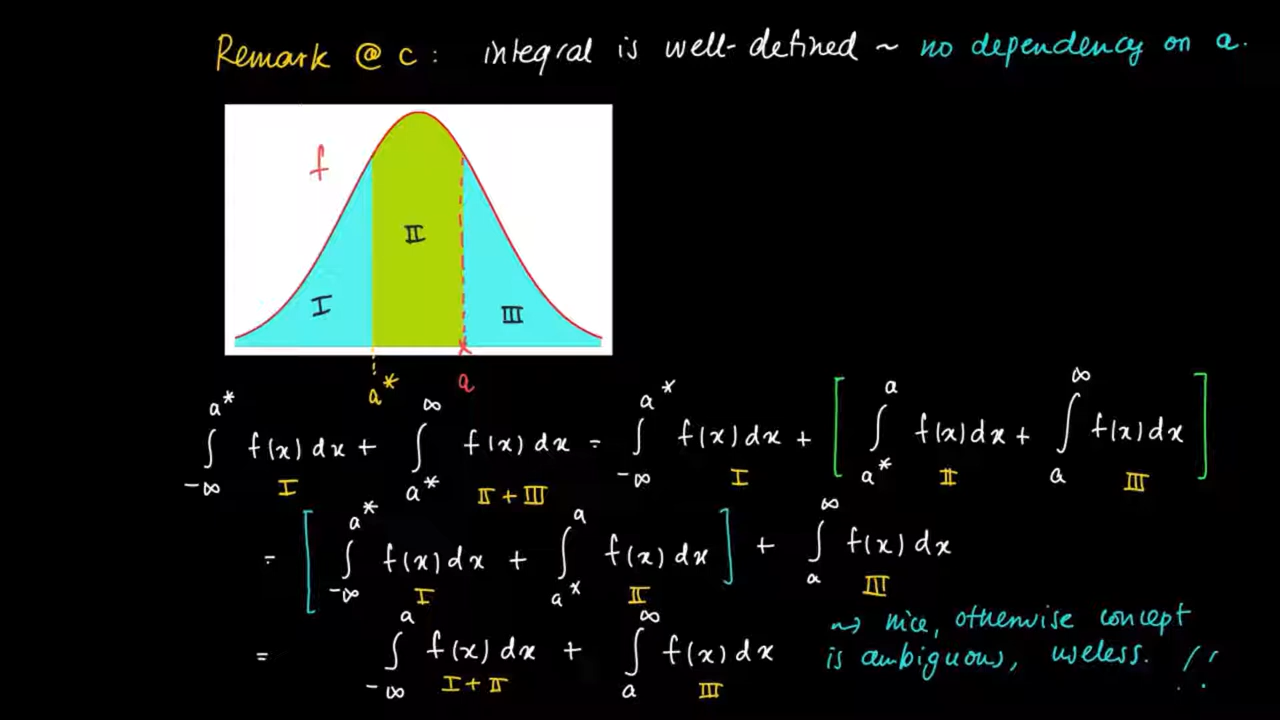 Remark @ c: integral is well-defined ~ no dependency on a.
f
II
I
III
a* a
∫_{-∞}^{a*} f(x) dx + ∫_{a*}^{∞} f(x) dx = ∫_{-∞}^{a*} f(x) dx + [ ∫_{a*}^{a} f(x) dx + ∫_{a}^{∞} f(x) dx ]
I II + III I II III
= [ ∫_{-∞}^{a*} f(x) dx + ∫_{a*}^{a} f(x) dx ] + ∫_{a}^{∞} f(x) dx
I II III
= ∫_{-∞}^{a} f(x) dx + ∫_{a}^{∞} f(x) dx
I + II III
⇝ nice, otherwise concept
is ambiguous, useless. !!